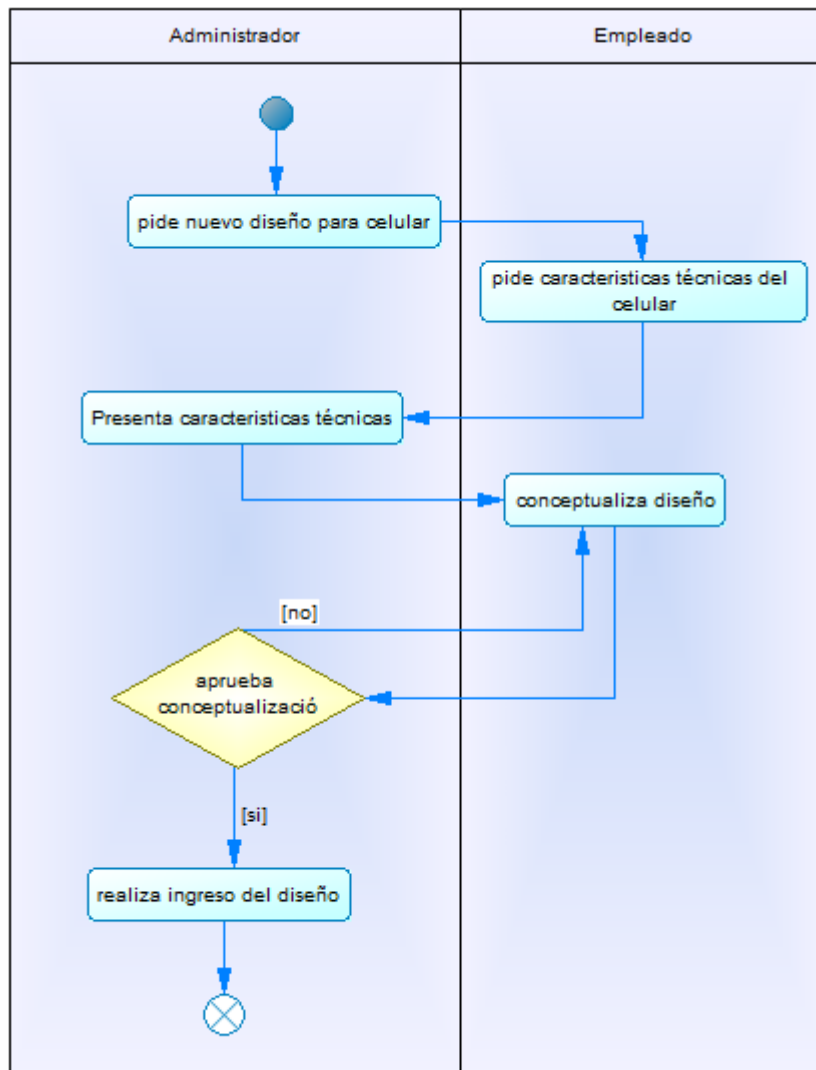 Administrador
Empleado
pide nuevo diseño para celular
pide caracteristicas técnicas del
celular
Presenta caracteristicas técnicas
conceptualiza diseño
[no]
aprueba
conceptualizació
[si]
realiza ingreso del diseño